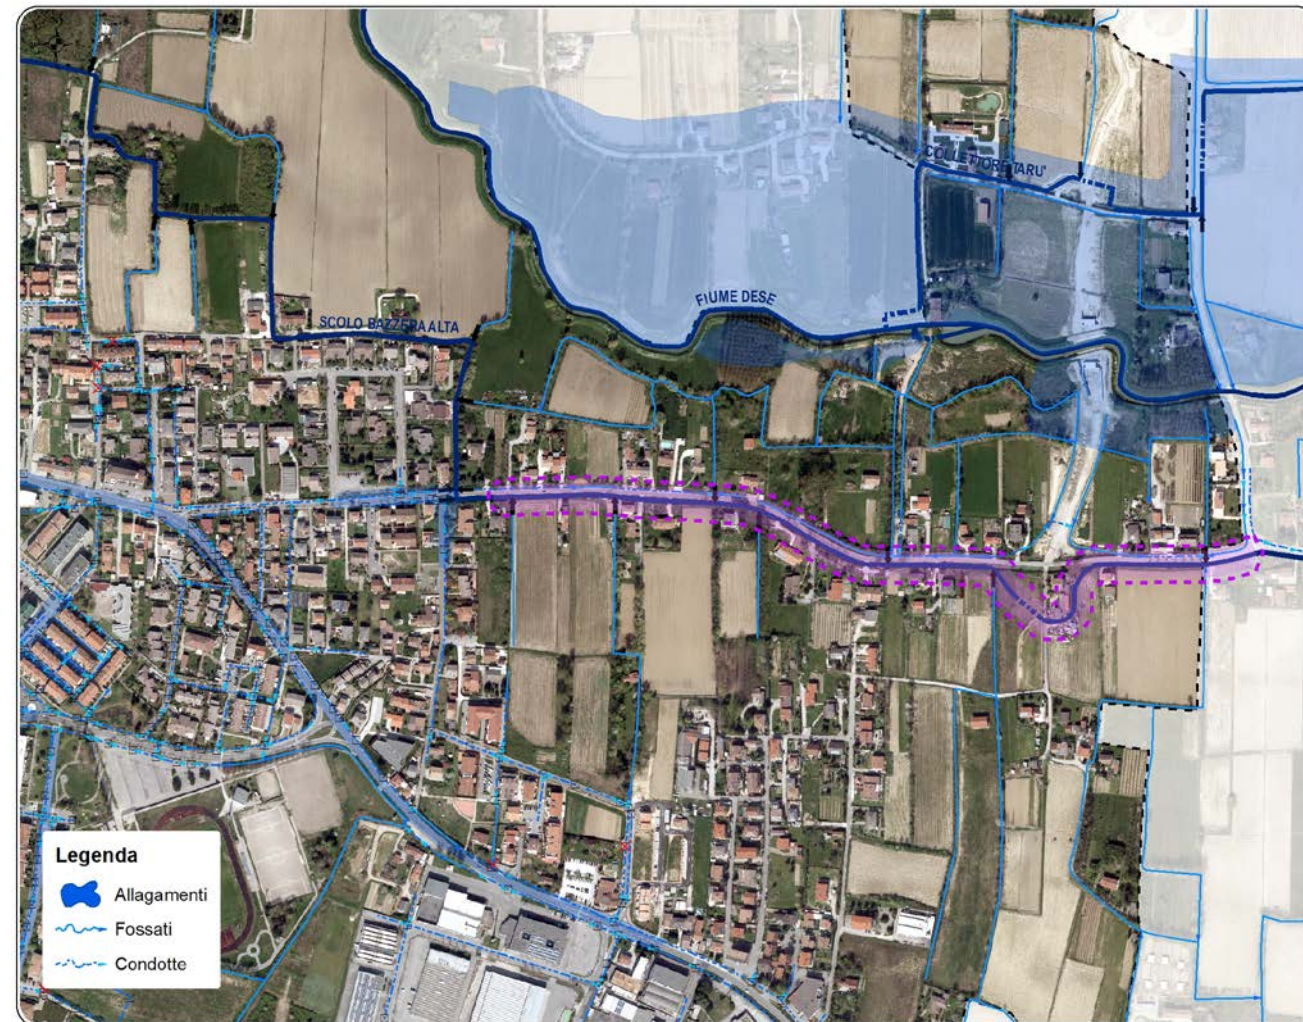 COLLETTORE TARU'
FIUME DESE
SCOLO BAZZERA ALTA
Legenda
Allagamenti
Fossati
Condotte